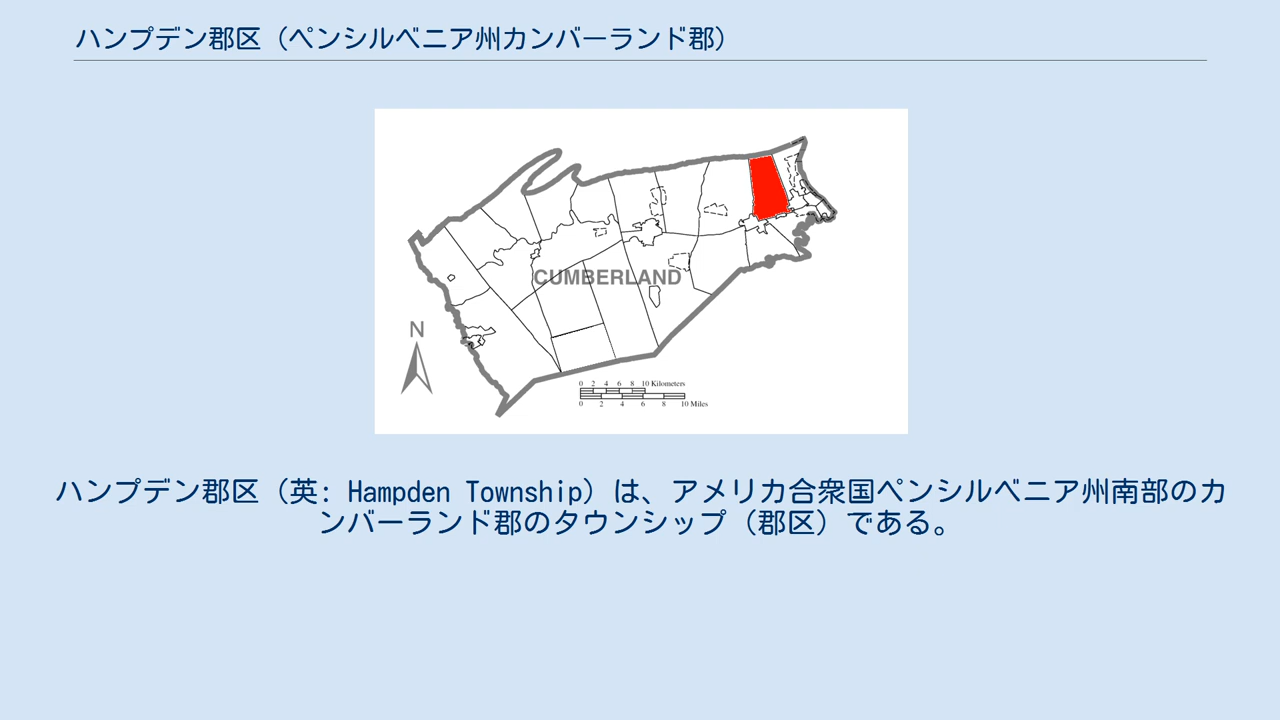 ハンプデン郡区（ペンシルベニア州カンバーランド郡）
CUMBERLAND
N
0 2 4 6 8 10 Kilometers
0 2 4 6 8 10 Miles
ハンプデン郡区（英: Hampden Township）は、アメリカ合衆国ペンシルベニア州南部のカ
ンバーランド郡のタウンシップ（郡区）である。